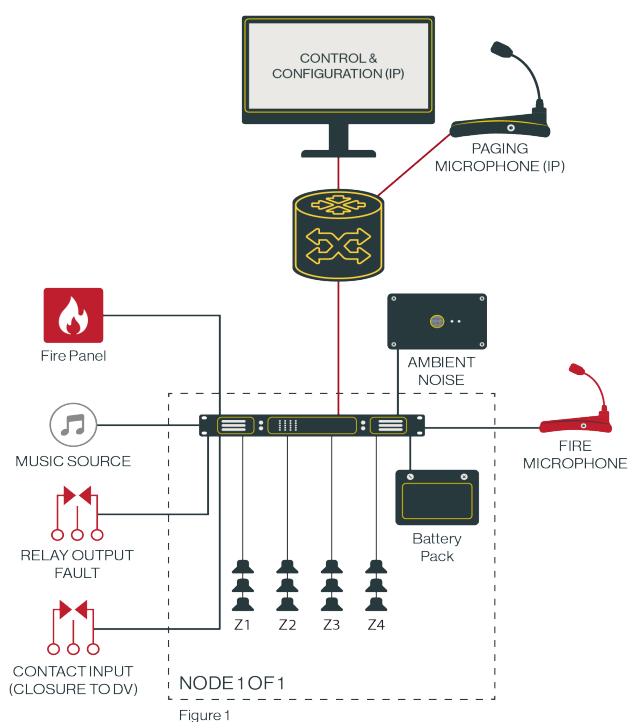 CONTROL &
CONFIGURATION (IP)
PAGING
MICROPHONE (IP)
Fire Panel
AMBIENT
NOISE
MUSIC SOURCE
FIRE
MICROPHONE
RELAY OUTPUT
FAULT
Battery
Pack
Z1 Z2 Z3 Z4
CONTACT INPUT
(CLOSURE TO DV)
NODE 1 OF 1
Figure 1